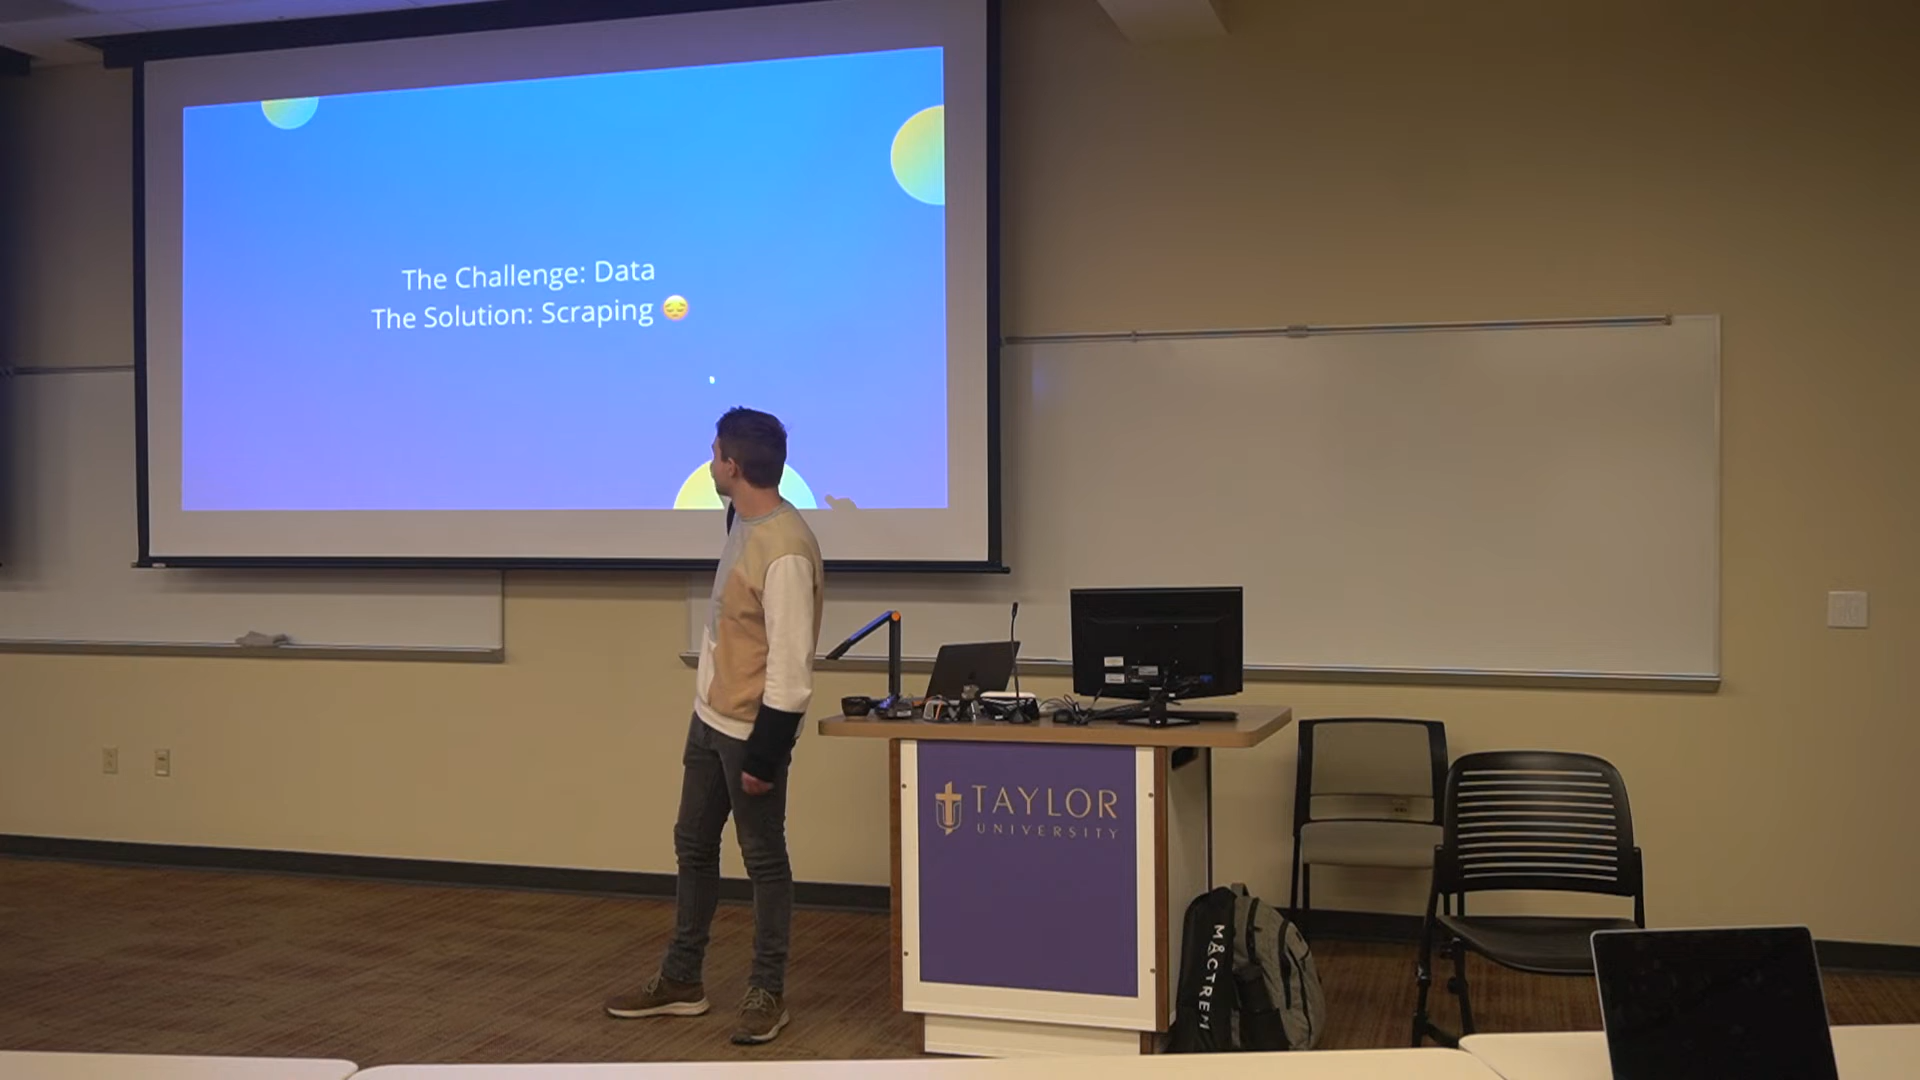 The Challenge: Data
The Solution: Scraping 😔
TAYLOR
UNIVERSITY